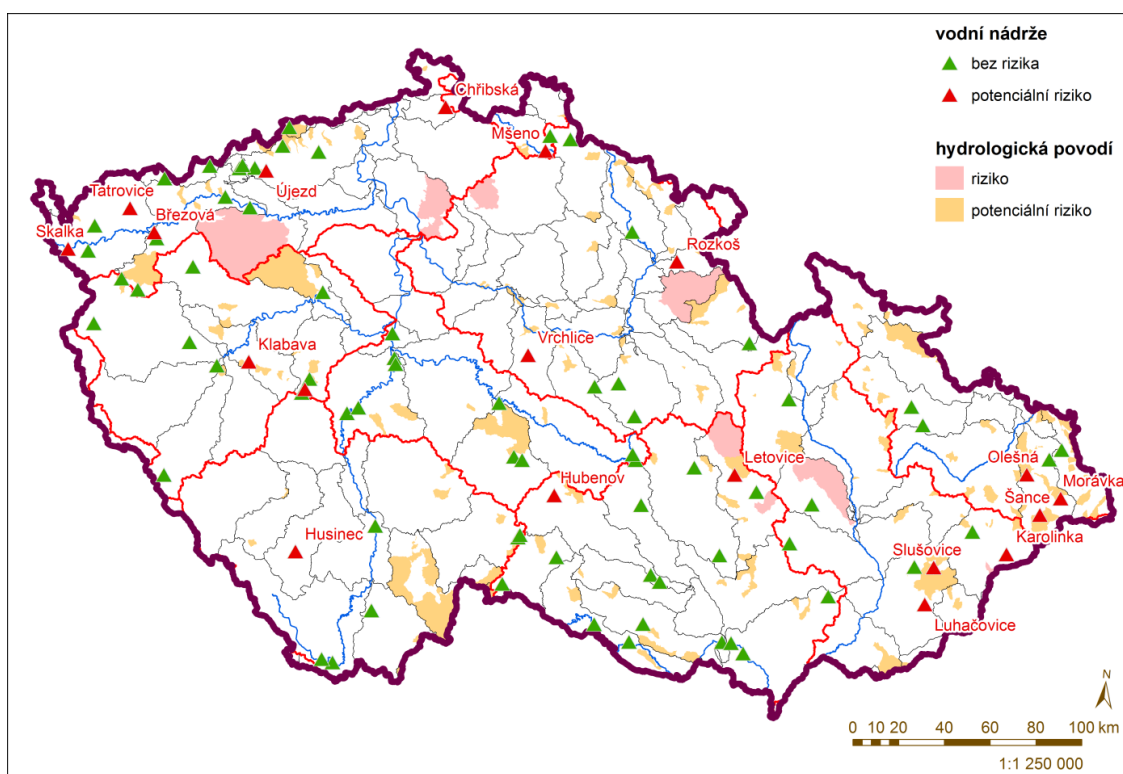 vodní nádrže
bez rizika
potenciální riziko
hydrologická povodí
riziko
potenciální riziko
Chřibská
Mšeno
Tatrovice
Újezd
Březová
Skalka
Rozkoš
Klabava
Vrchlice
Letovice
Olešná
Hubenov
Morávka
Šance
Husinec
Karolinka
Slušovice
Luhačovice
N
0 10 20 40 60 80 100 km
1:1 250 000